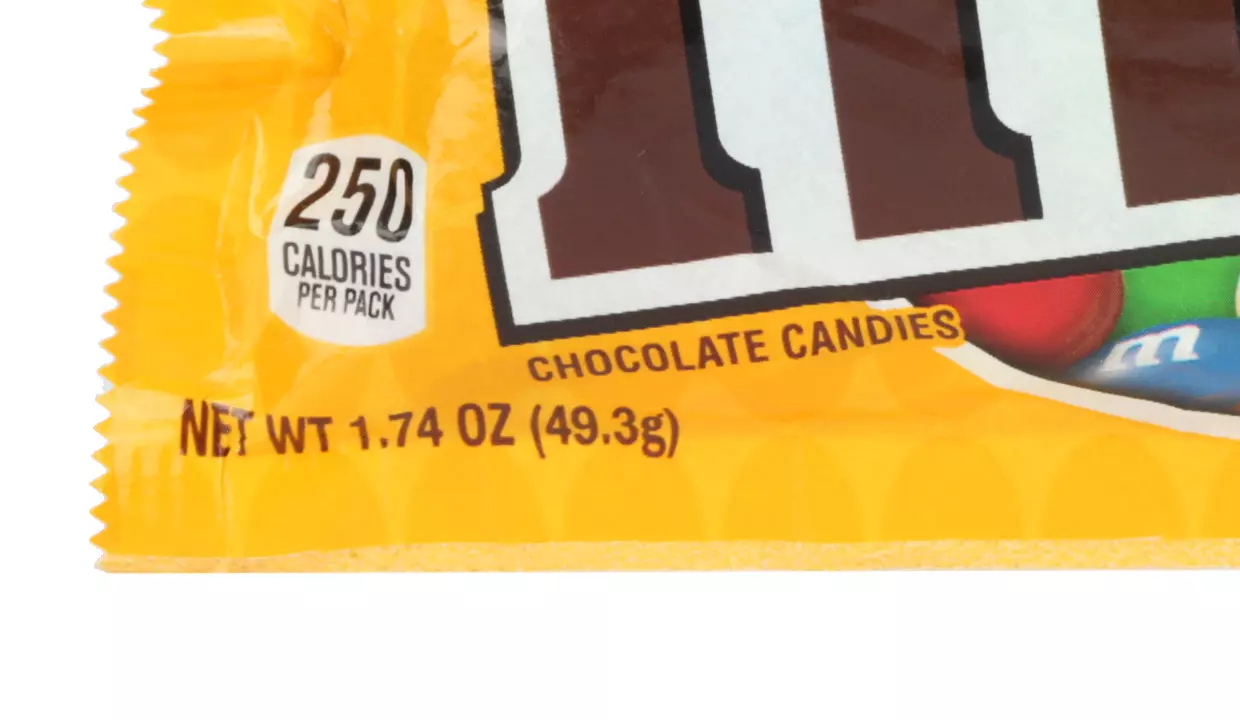 250
CALORIES
PER PACK
CHOCOLATE CANDIES
m
NET WT 1.74 OZ (49.3g)